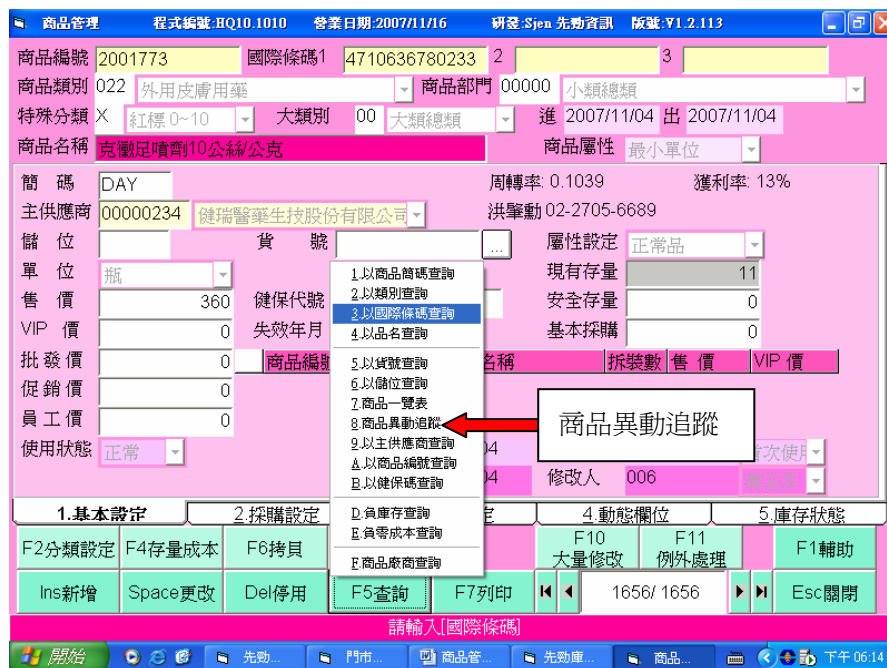 商品管理 程式編號:HQ10.1010 營業日期:2007/11/16 研發:Sjen 先勁資訊 版號:V1.2.113
商品編號 2001773 國際條碼1 4710636780233 2 3
商品類別 022 外用皮膚用藥 商品部門 00000 小類總類
特殊分類 X 紅標 0~10 大類別 00 大類總類 進 2007/11/04 出 2007/11/04
商品名稱 克黴足噴劑10公絲/公克 商品屬性 最小單位
簡 碼 DAY 周轉率: 0.1039 獲利率: 13%
主供應商 00000234 健瑞醫藥生技股份有限公司 洪肇勳 02-2705-6689
儲 位 貨 號 ... 屬性設定 正常品
單 位 瓶 現有存量 11
售 價 360 健保代號 安全存量 0
VIP 價 0 失效年月 基本採購 0
批發價 0 商品編號 名稱 拆裝數 售 價 VIP 價
促銷價 0
員工價 0
使用狀態 正常 04 首次使用
04 修改人 006
1.以商品簡碼查詢
2.以類別查詢
3.以國際條碼查詢
4.以品名查詢
5.以貨號查詢
6.以儲位查詢
7.商品一覽表
8.商品異動追蹤
9.以主供應商查詢
A.以商品編號查詢
B.以健保碼查詢
D.負庫存查詢
E.負零成本查詢
F.商品廠商查詢
商品異動追蹤
1.基本設定 2.採購設定 定 4.動態欄位 5.庫存狀態
F2分類設定 F4存量成本 F6拷貝 F10大量修改 F11例外處理 F1輔助
Ins新增 Space更改 Del停用 F5查詢 F7列印 1656/ 1656 Esc關閉
請輸入[國際條碼]
開始 先勁... 門市... 商品管... 先勁庫... 商品... 下午 06:14